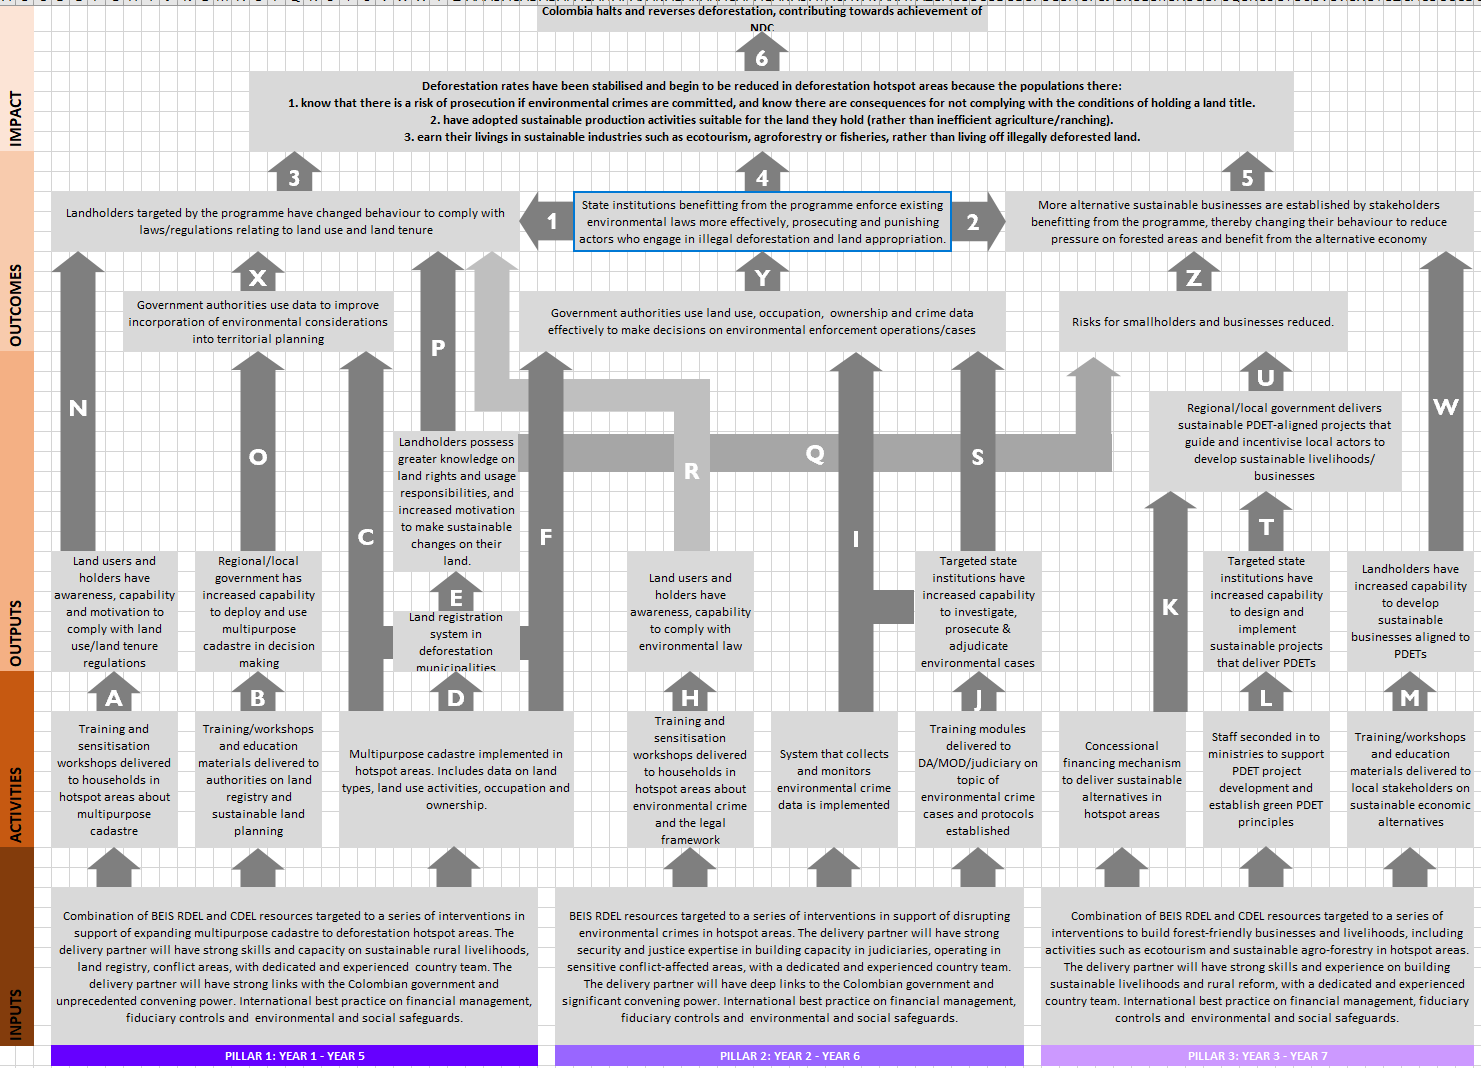 Colombia halts and reverses deforestation, contributing towards achievement of
NDC
6
IMPACT
Deforestation rates have been stabilised and begin to be reduced in deforestation hotspot areas because the populations there:
1. know that there is a risk of prosecution if environmental crimes are committed, and know there are consequences for not complying with the conditions of holding a land title.
2. have adopted sustainable production activities suitable for the land they hold (rather than inefficient agriculture/ranching).
3. earn their livings in sustainable industries such as ecotourism, agroforestry or fisheries, rather than living off illegally deforested land.
3
4
5
OUTCOMES
Landholders targeted by the programme have changed behaviour to comply with
laws/regulations relating to land use and land tenure
1
State institutions benefitting from the programme enforce existing
environmental laws more effectively, prosecuting and punishing
actors who engage in illegal deforestation and land appropriation.
2
More alternative sustainable businesses are established by stakeholders
benefitting from the programme, thereby changing their behaviour to reduce
pressure on forested areas and benefit from the alternative economy
X
Y
Z
Government authorities use data to improve
incorporation of environmental considerations
into territorial planning
Government authorities use land use, occupation, ownership and crime data
effectively to make decisions on environmental enforcement operations/cases
Risks for smallholders and businesses reduced.
P
U
N
W
Regional/local government delivers
sustainable PDET-aligned projects that
guide and incentivise local actors to
develop sustainable livelihoods/
businesses
O
Landholders possess
greater knowledge on
land rights and usage
responsibilities, and
increased motivation
to make sustainable
changes on their
land.
R
Q
S
C
F
I
T
OUTPUTS
Land users and
holders have
awareness, capability
and motivation to
comply with land
use/land tenure
regulations
Regional/local
government has
increased capability
to deploy and use
multipurpose
cadastre in decision
making
E
Land registration
system in
deforestation
municipalities
Land users and
holders have
awareness, capability
to comply with
environmental law
Targeted state
institutions have
increased capability
to investigate,
prosecute &
adjudicate
environmental cases
K
Targeted state
institutions have
increased capability
to design and
implement
sustainable projects
that deliver PDETs
Landholders have
increased capability
to develop
sustainable
businesses aligned to
PDETs
A
B
D
H
J
L
M
ACTIVITIES
Training and
sensitisation
workshops delivered
to households in
hotspot areas about
multipurpose
cadastre
Training/workshops
and education
materials delivered to
authorities on land
registry and
sustainable land
planning
Multipurpose cadastre implemented in
hotspot areas. Includes data on land
types, land use activities, occupation and
ownership.
Training and
sensitisation
workshops delivered
to households in
hotspot areas about
environmental crime
and the legal
framework
System that collects
and monitors
environmental crime
data is implemented
Training modules
delivered to
DA/MOD/judiciary on
topic of
environmental crime
cases and protocols
established
Concessional
financing mechanism
to deliver sustainable
alternatives in
hotspot areas
Staff seconded in to
ministries to support
PDET project
development and
establish green PDET
principles
Training/workshops
and education
materials delivered to
local stakeholders on
sustainable economic
alternatives
INPUTS
Combination of BEIS RDEL and CDEL resources targeted to a series of interventions in
support of expanding multipurpose cadastre to deforestation hotspot areas. The
delivery partner will have strong skills and capacity on sustainable rural livelihoods,
land registry, conflict areas, with dedicated and experienced country team. The
delivery partner will have strong links with the Colombian government and
unprecedented convening power. International best practice on financial management,
fiduciary controls and environmental and social safeguards.
BEIS RDEL resources targeted to a series of interventions in support of disrupting
environmental crimes in hotspot areas. The delivery partner will have strong
security and justice expertise in building capacity in judiciaries, operating in
sensitive conflict-affected areas, with a dedicated and experienced country team.
The delivery partner will have deep links to the Colombian government and
significant convening power. International best practice on financial management,
fiduciary controls and environmental and social safeguards.
Combination of BEIS RDEL and CDEL resources targeted to a series of
interventions to build forest-friendly businesses and livelihoods, including
activities such as ecotourism and sustainable agro-forestry in hotspot areas.
The delivery partner will have strong skills and experience on building
sustainable livelihoods and rural reform, with a dedicated and experienced
country team. International best practice on financial management, fiduciary
controls and environmental and social safeguards.
PILLAR 1: YEAR 1 - YEAR 5
PILLAR 2: YEAR 2 - YEAR 6
PILLAR 3: YEAR 3 - YEAR 7